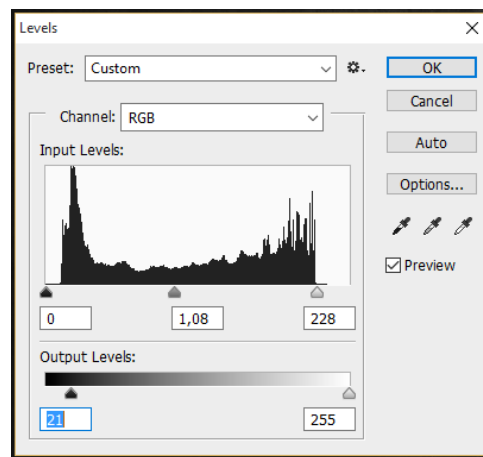 Levels
Preset: Custom
OK
Cancel
Channel: RGB
Auto
Input Levels:
Options...
Preview
0 1,08 228
Output Levels:
21 255